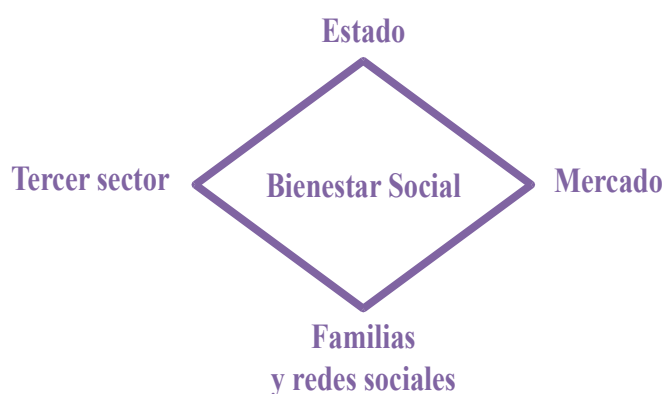 Estado
Tercer sector
Bienestar Social
Mercado
Familias
y redes sociales